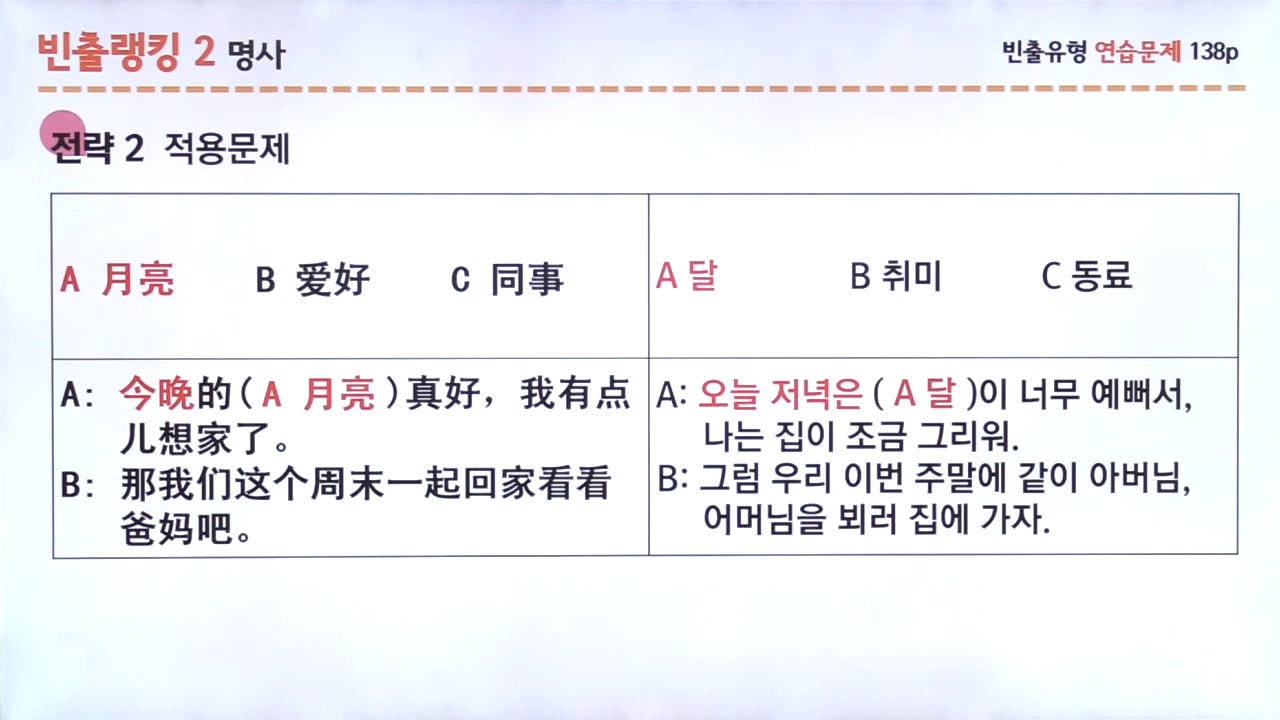 빈출랭킹 2 명사
빈출유형 연습문제 138p
전략 2 적용문제
A 月亮 B 爱好 C 同事
A 달 B 취미 C 동료
A: 今晚的( A 月亮 )真好，我有点
儿想家了。
B: 那我们这个周末一起回家看看
爸妈吧。
A: 오늘 저녁은 ( A 달 )이 너무 예뻐서,
나는 집이 조금 그리워.
B: 그럼 우리 이번 주말에 같이 아버님,
어머님을 뵈러 집에 가자.